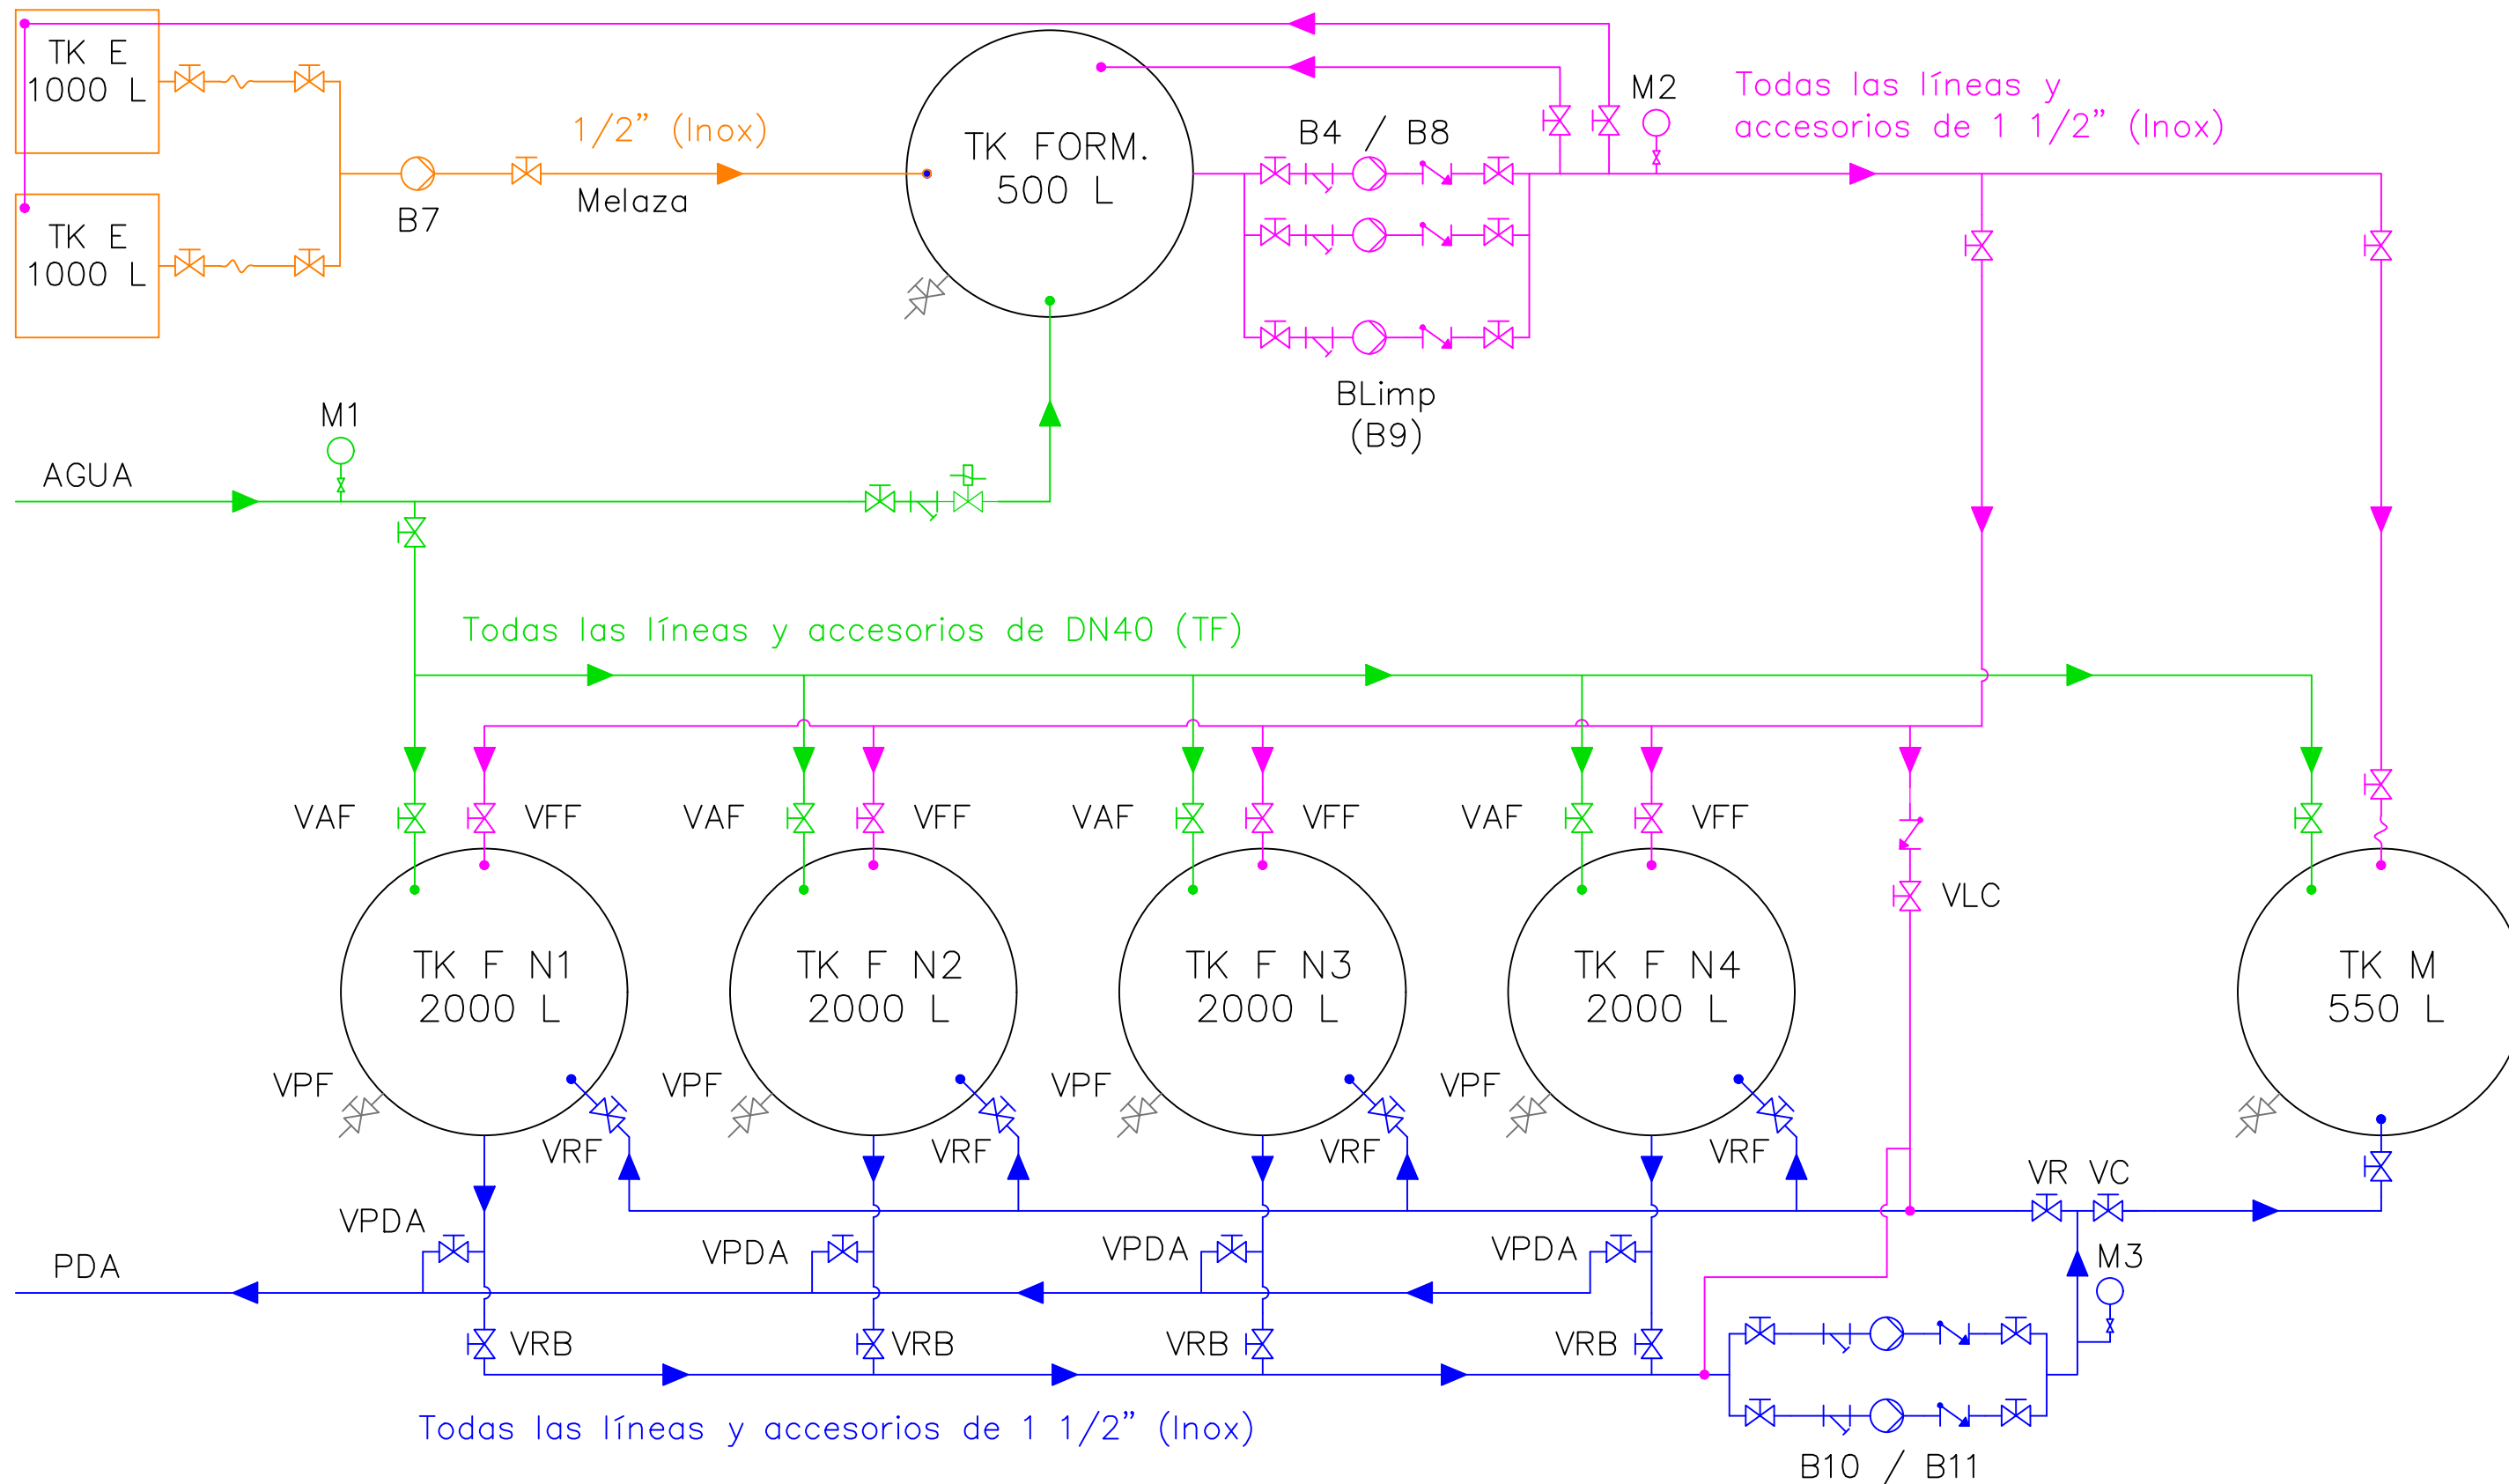 TK E
1000 L
TK E
1000 L
1/2” (Inox)
Melaza
B7
TK FORM.
500 L
B4 / B8
M2
Todas las líneas y
accesorios de 1 1/2” (Inox)
BLimp
(B9)
M1
AGUA
Todas las líneas y accesorios de DN40 (TF)
VAF
VFF
VAF
VFF
VAF
VFF
VAF
VFF
VLC
TK F N1
2000 L
TK F N2
2000 L
TK F N3
2000 L
TK F N4
2000 L
TK M
550 L
VPF
VRF
VPF
VRF
VPF
VRF
VPF
VRF
VR
VC
VPDA
VPDA
VPDA
VPDA
PDA
M3
VRB
VRB
VRB
VRB
Todas las líneas y accesorios de 1 1/2” (Inox)
B10 / B11